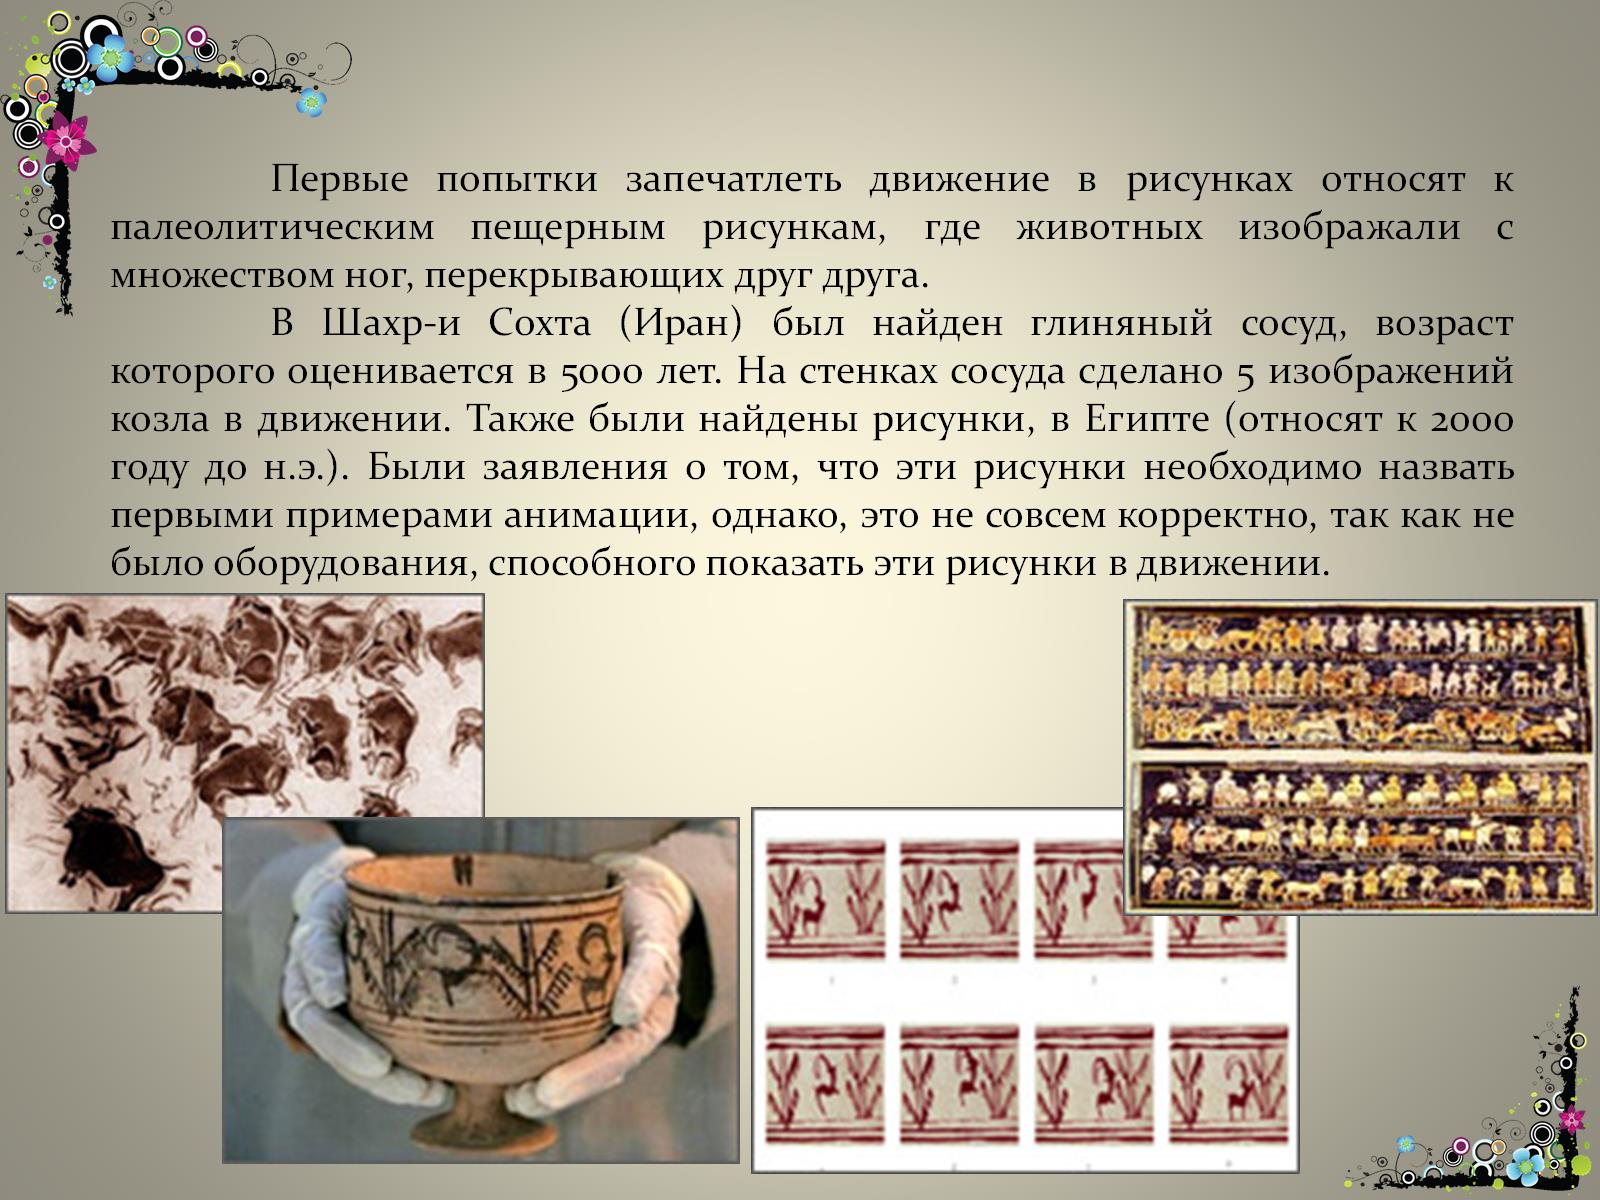 Первые попытки запечатлеть движение в рисунках относят к
палеолитическим пещерным рисункам, где животных изображали с
множеством ног, перекрывающих друг друга.
В Шахр-и Сохта (Иран) был найден глиняный сосуд, возраст
которого оценивается в 5000 лет. На стенках сосуда сделано 5 изображений
козла в движении. Также были найдены рисунки, в Египте (относят к 2000
году до н.э.). Были заявления о том, что эти рисунки необходимо назвать
первыми примерами анимации, однако, это не совсем корректно, так как не
было оборудования, способного показать эти рисунки в движении.